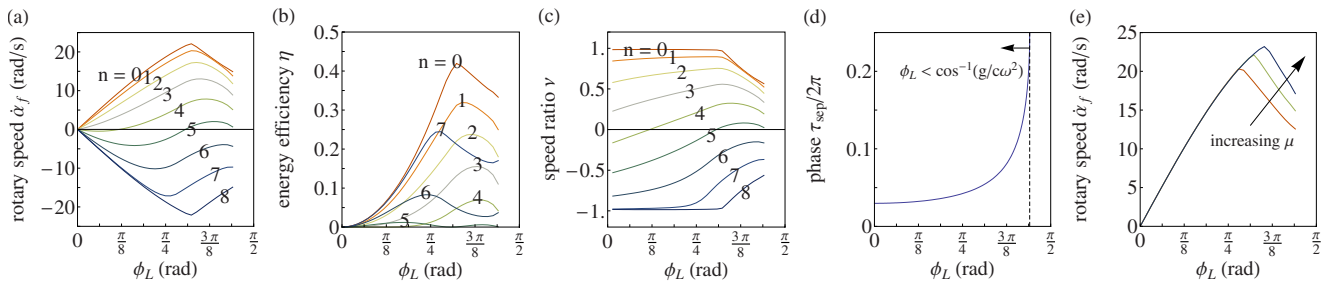 (a)
rotary speed α̇_f (rad/s)
20
10
0
−10
−20
n = 0
1
2
3
4
5
6
7
8
0
π/8
π/4
3π/8
π/2
ϕ_L (rad)
(b)
energy efficiency η
0.5
0.4
0.3
0.2
0.1
0
n = 0
1
7
2
3
6
4
5
0
π/8
π/4
3π/8
π/2
ϕ_L (rad)
(c)
speed ratio ν
1.
0.5
0
−0.5
−1.
n = 0
1
2
3
4
5
6
7
8
0
π/8
π/4
3π/8
π/2
ϕ_L (rad)
(d)
phase τ_sep/2π
0.2
0.1
0
ϕ_L < cos⁻¹(g/cω²)
0
π/8
π/4
3π/8
π/2
ϕ_L (rad)
(e)
rotary speed α̇_f (rad/s)
25
20
15
10
5
0
increasing μ
0
π/8
π/4
3π/8
π/2
ϕ_L (rad)